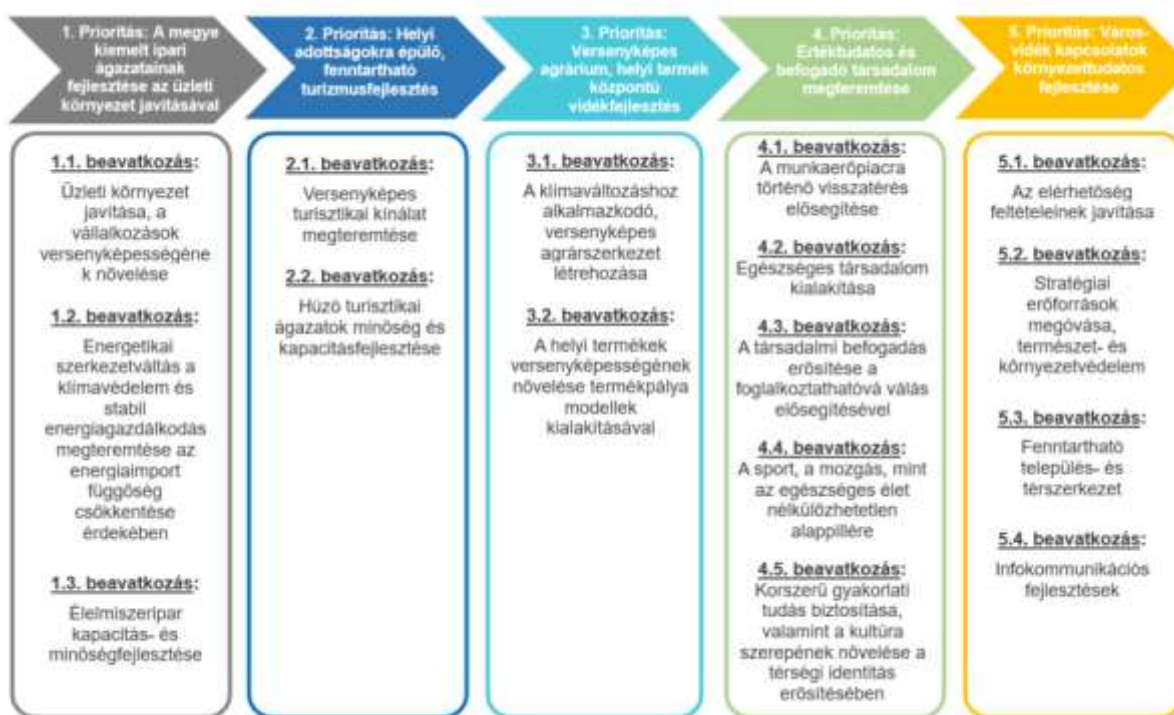 1. Prioritás: A megye
kiemelt ipari
ágazatainak
fejlesztése az üzleti
környezet javításával
2. Prioritás: Helyi
adottságokra épülő,
fenntartható
turizmusfejlesztés
3. Prioritás:
Versenyképes
agrárium, helyi termék
központú
vidékfejlesztés
4. Prioritás:
Értéktudatos és
befogadó társadalom
megteremtése
5. Prioritás: Város-
vidék kapcsolatok
környezettudatos
fejlesztése
1.1. beavatkozás:
Üzleti környezet
javítása, a
vállalkozások
versenyképességéne
k növelése
1.2. beavatkozás:
Energetikai
szerkezetváltás a
klímavédelem és
stabil
energiagazdálkodás
megteremtése az
energiaimport
függőség
csökkentése
érdekében
1.3. beavatkozás:
Élelmiszeripar
kapacitás- és
minőségfejlesztése
2.1. beavatkozás:
Versenyképes
turisztikai kínálat
megteremtése
2.2. beavatkozás:
Húzó turisztikai
ágazatok minőség és
kapacitásfejlesztése
3.1. beavatkozás:
A klímaváltozáshoz
alkalmazkodó,
versenyképes
agrárszerkezet
létrehozása
3.2. beavatkozás:
A helyi termékek
versenyképességének
növelése termékpálya
modellek
kialakításával
4.1. beavatkozás:
A munkaerőpiacra
történő visszatérés
elősegítése
4.2. beavatkozás:
Egészséges társadalom
kialakítása
4.3. beavatkozás:
A társadalmi befogadás
erősítése a
foglalkoztathatóvá válás
elősegítésével
4.4. beavatkozás:
A sport, a mozgás, mint
az egészséges élet
nélkülözhetetlen
alappillére
4.5. beavatkozás:
Korszerű gyakorlati
tudás biztosítása,
valamint a kultúra
szerepének növelése a
térségi identitás
erősítésében
5.1. beavatkozás:
Az elérhetőség
feltételeinek javítása
5.2. beavatkozás:
Stratégiai
erőforrások
megóvása,
természet- és
környezetvédelem
5.3. beavatkozás:
Fenntartható
település- és
térszerkezet
5.4. beavatkozás:
Infokommunikációs
fejlesztések